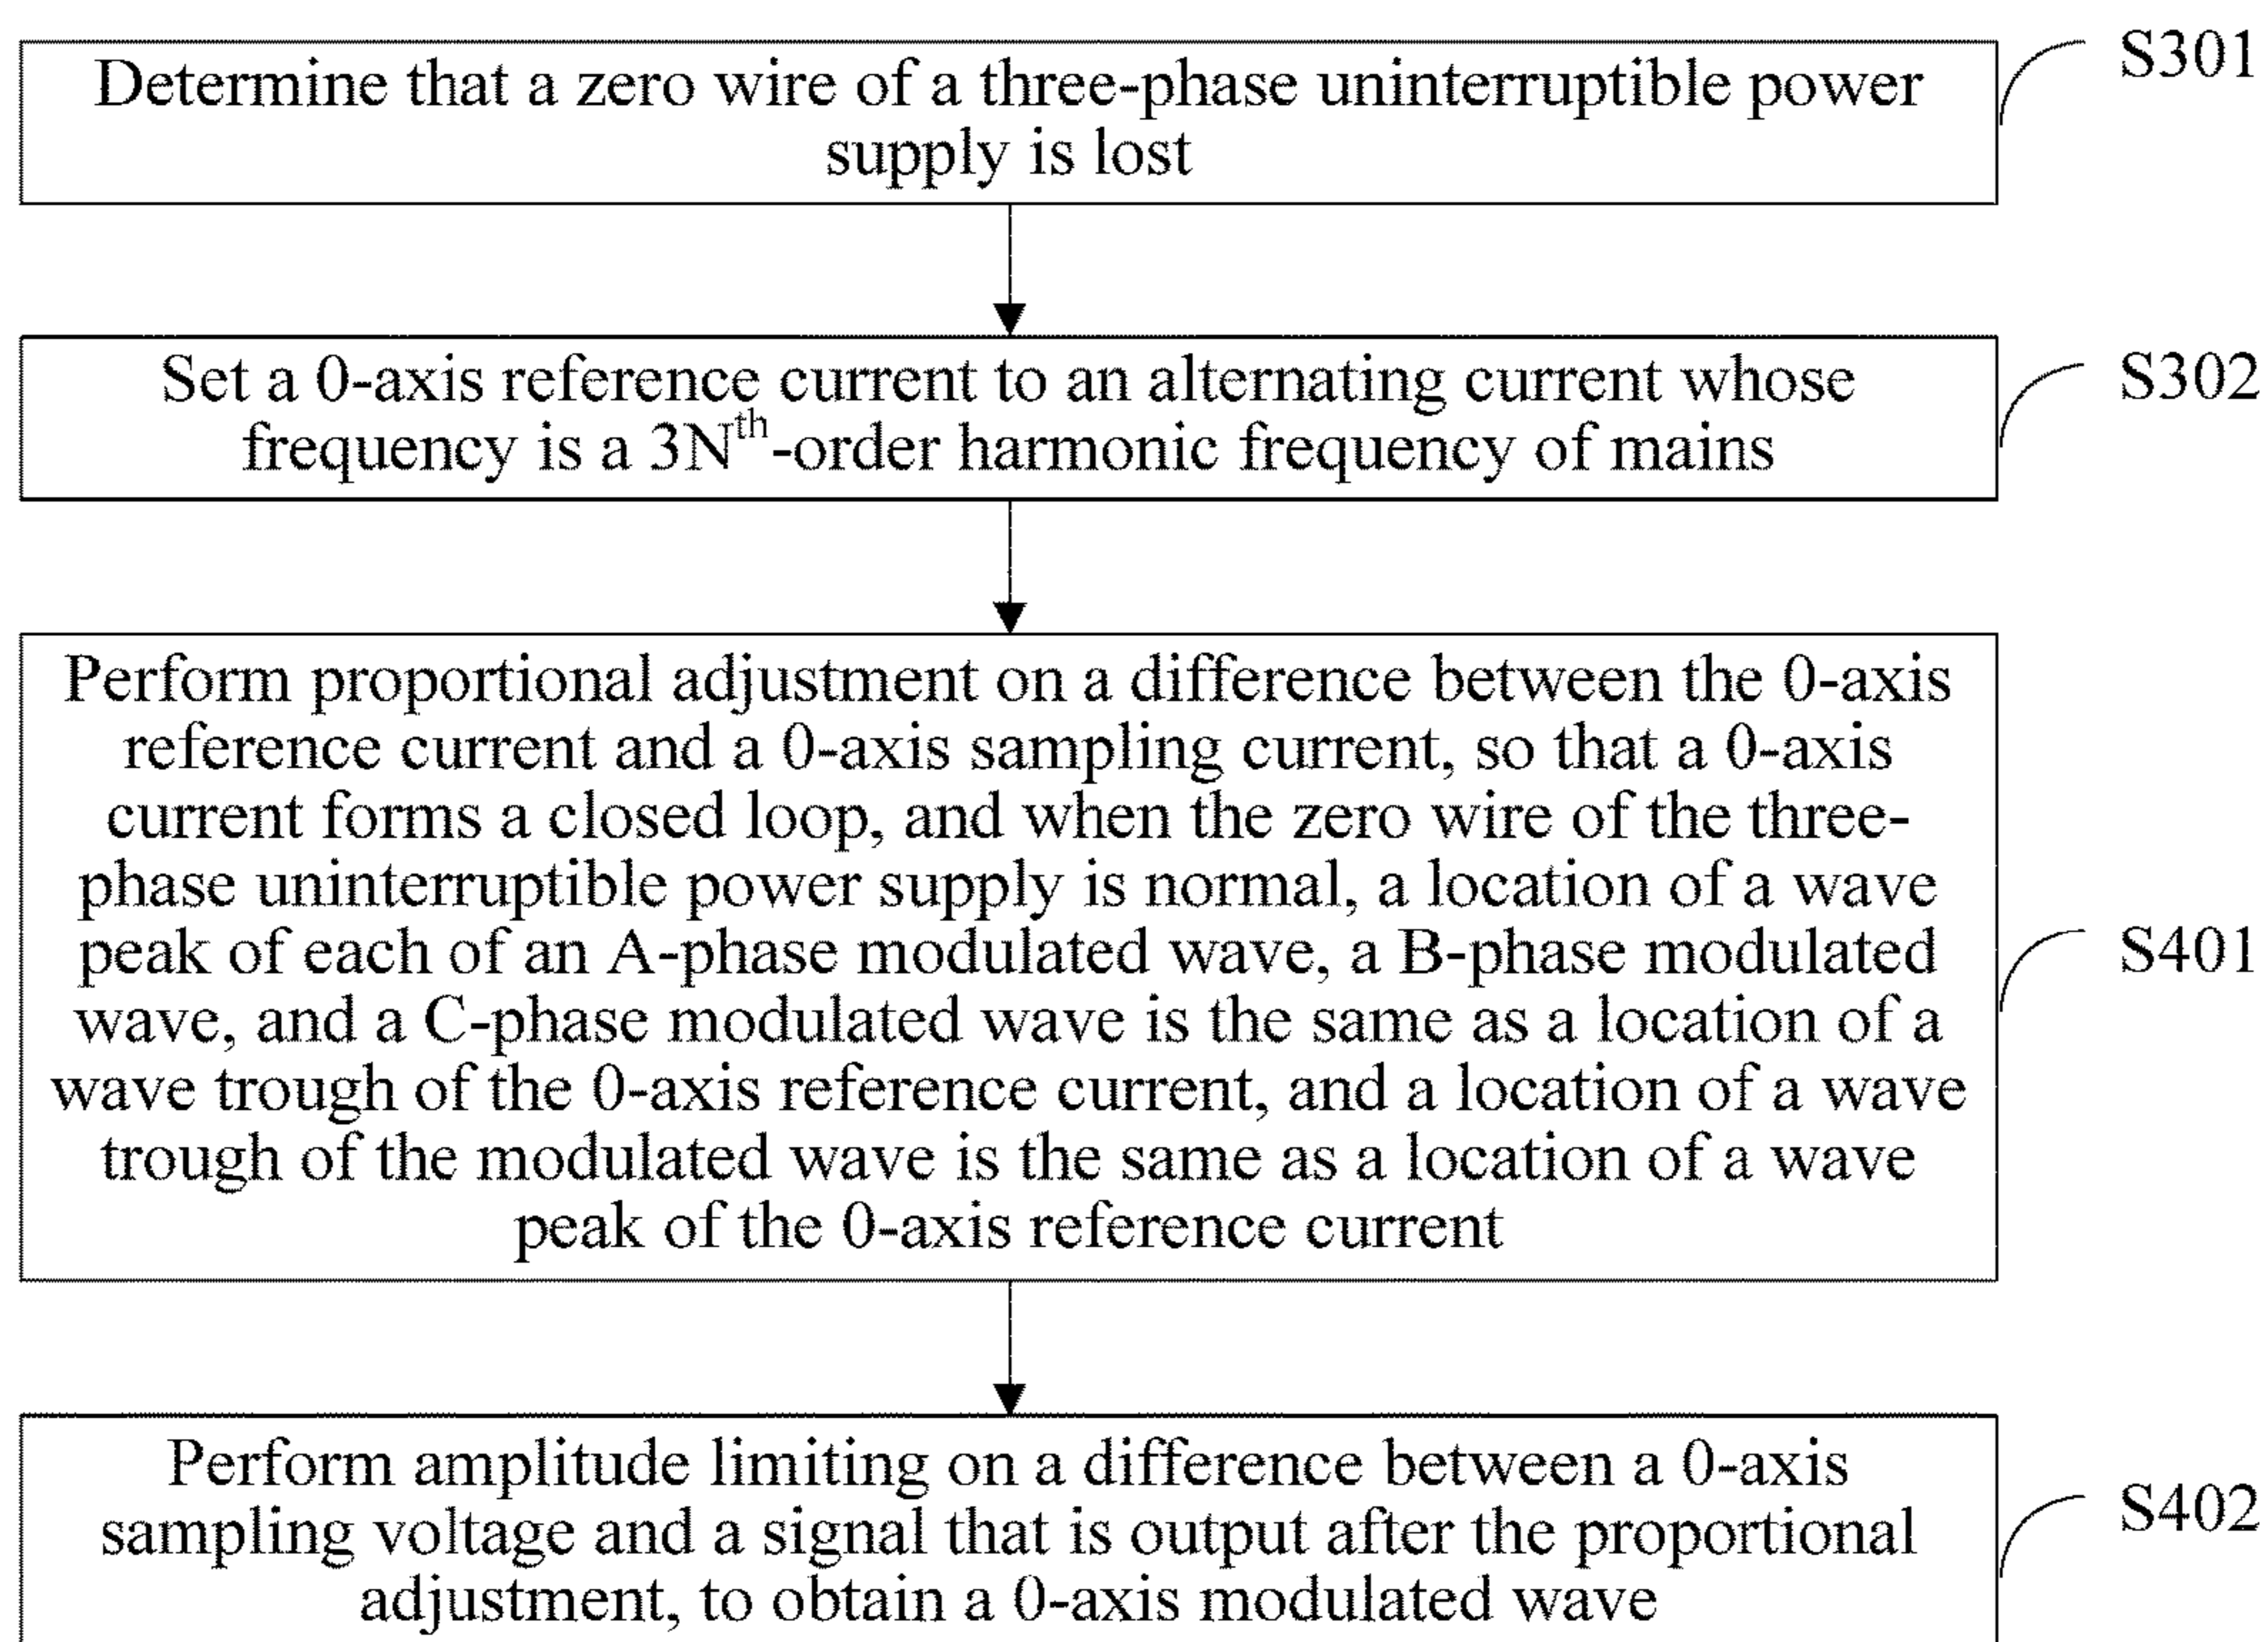 Determine that a zero wire of a three-phase uninterruptible power
supply is lost
S301
Set a 0-axis reference current to an alternating current whose
frequency is a 3Nth-order harmonic frequency of mains
S302
Perform proportional adjustment on a difference between the 0-axis
reference current and a 0-axis sampling current, so that a 0-axis
current forms a closed loop, and when the zero wire of the three-
phase uninterruptible power supply is normal, a location of a wave
peak of each of an A-phase modulated wave, a B-phase modulated
wave, and a C-phase modulated wave is the same as a location of a
wave trough of the 0-axis reference current, and a location of a wave
trough of the modulated wave is the same as a location of a wave
peak of the 0-axis reference current
S401
Perform amplitude limiting on a difference between a 0-axis
sampling voltage and a signal that is output after the proportional
adjustment, to obtain a 0-axis modulated wave
S402